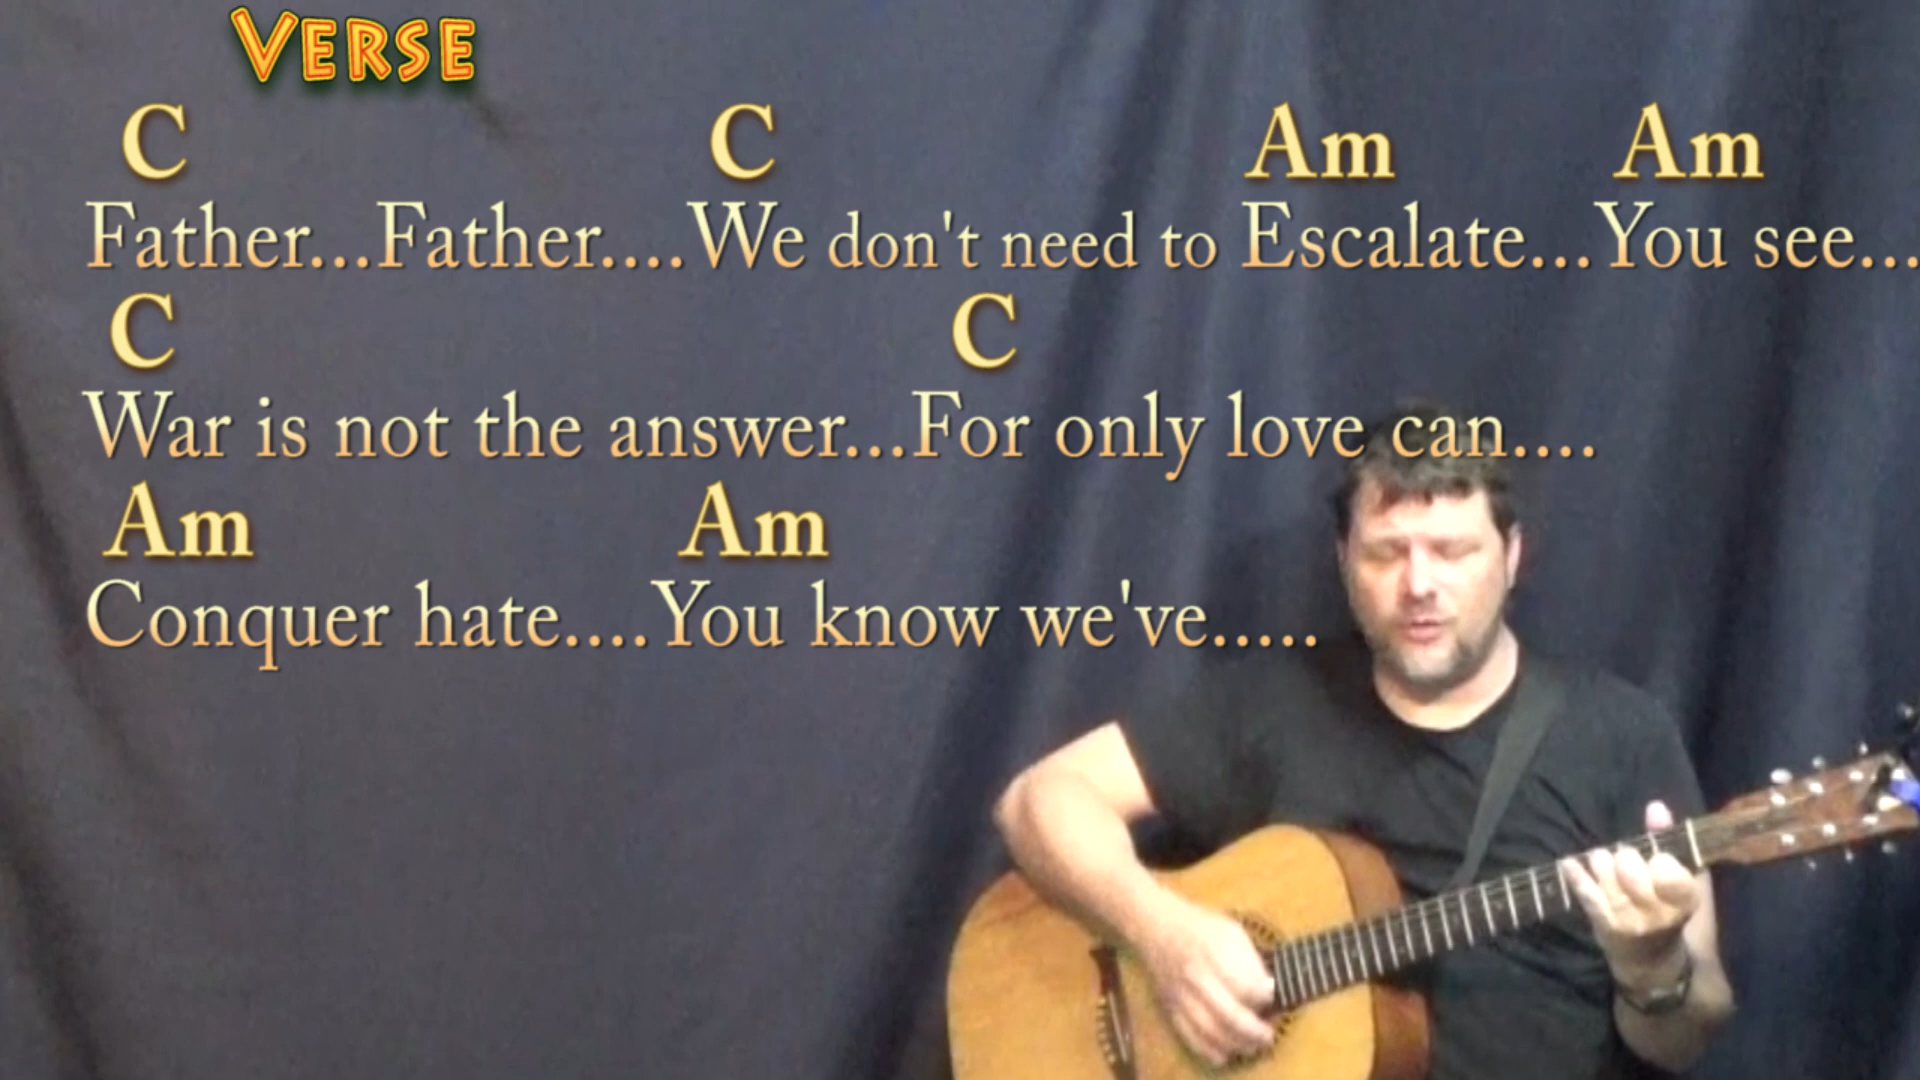 VERSE
C C Am Am
Father...Father....We don't need to Escalate...You see...
C C
War is not the answer...For only love can....
Am Am
Conquer hate....You know we've.....